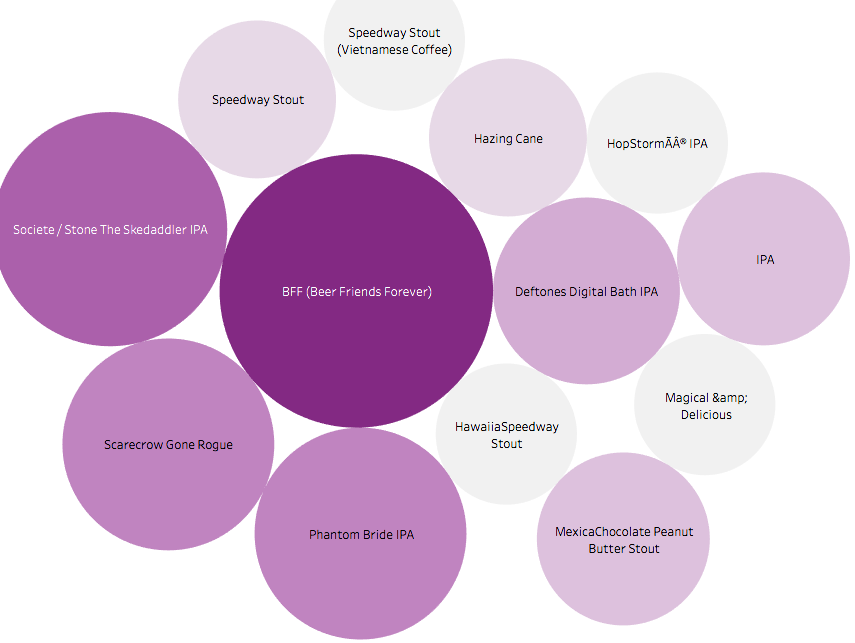 Speedway Stout
(Vietnamese Coffee)
Speedway Stout
Hazing Cane
HopStormÃÂ® IPA
Societe / Stone The Skedaddler IPA
IPA
BFF (Beer Friends Forever)
Deftones Digital Bath IPA
Magical &amp;
Delicious
HawaiiaSpeedway
Stout
Scarecrow Gone Rogue
Phantom Bride IPA
MexicaChocolate Peanut
Butter Stout